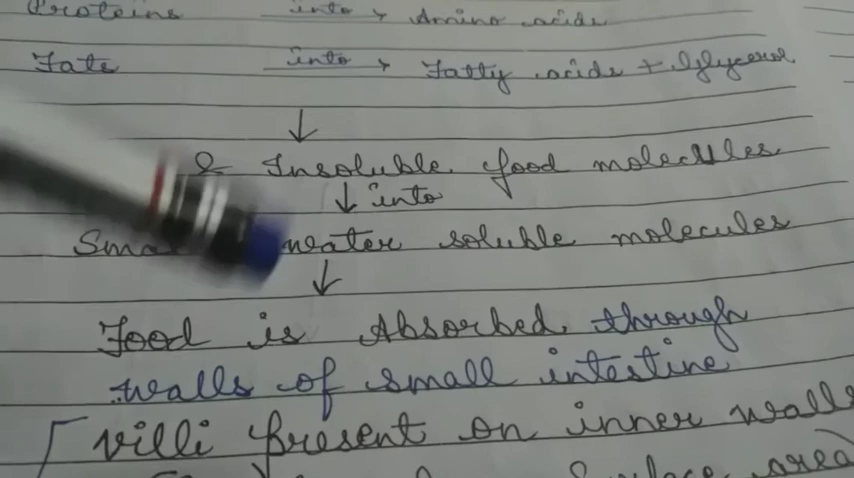 Proteins into → Amino acids
Fats into → Fatty acids + Glycerol
↓
& Insoluble food molecules
↓ into
water soluble molecules
↓
Food is Absorbed through
walls of small intestine
[ villi present on inner walls
Surface area